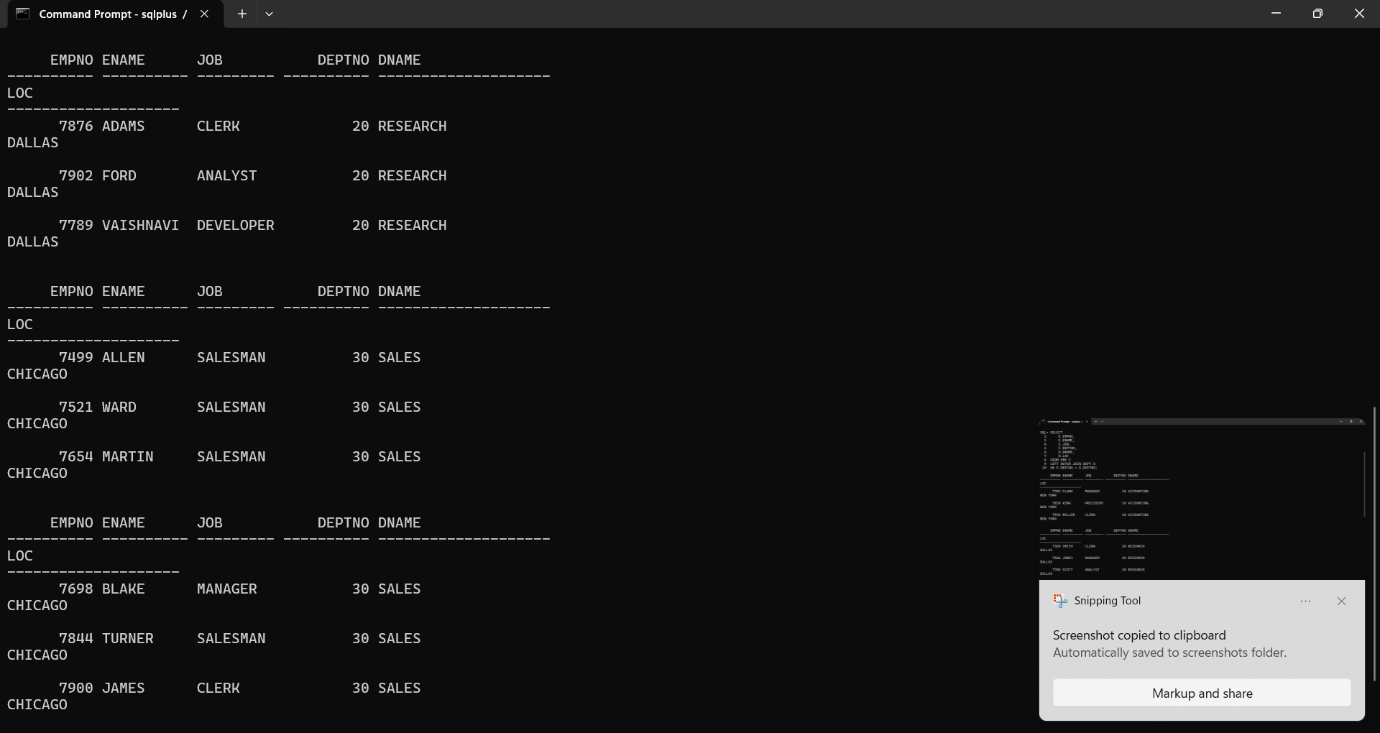 Command Prompt - sqlplus /
EMPNO ENAME JOB DEPTNO DNAME
---------- ---------- --------- ---------- --------------------
LOC
--------------------
7876 ADAMS CLERK 20 RESEARCH
DALLAS
7902 FORD ANALYST 20 RESEARCH
DALLAS
7789 VAISHNAVI DEVELOPER 20 RESEARCH
DALLAS
EMPNO ENAME JOB DEPTNO DNAME
---------- ---------- --------- ---------- --------------------
LOC
--------------------
7499 ALLEN SALESMAN 30 SALES
CHICAGO
7521 WARD SALESMAN 30 SALES
CHICAGO
7654 MARTIN SALESMAN 30 SALES
CHICAGO
EMPNO ENAME JOB DEPTNO DNAME
---------- ---------- --------- ---------- --------------------
LOC
--------------------
7698 BLAKE MANAGER 30 SALES
CHICAGO
7844 TURNER SALESMAN 30 SALES
CHICAGO
7900 JAMES CLERK 30 SALES
CHICAGO
Snipping Tool
Screenshot copied to clipboard
Automatically saved to screenshots folder.
Markup and share